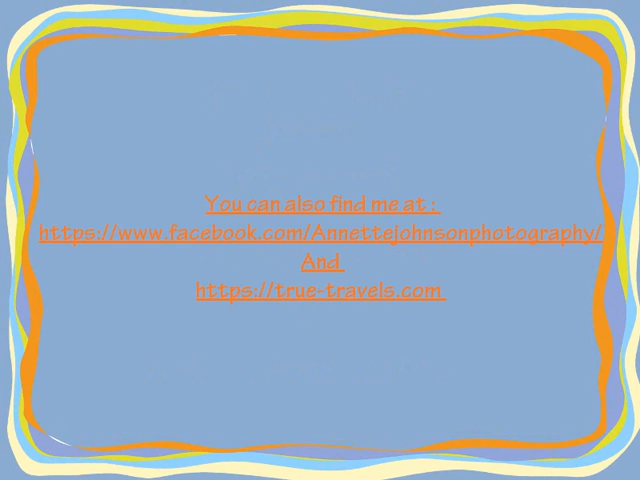 You can also find me at :
https://www.facebook.com/Annettejohnsonphotography/
And
https://true-travels.com